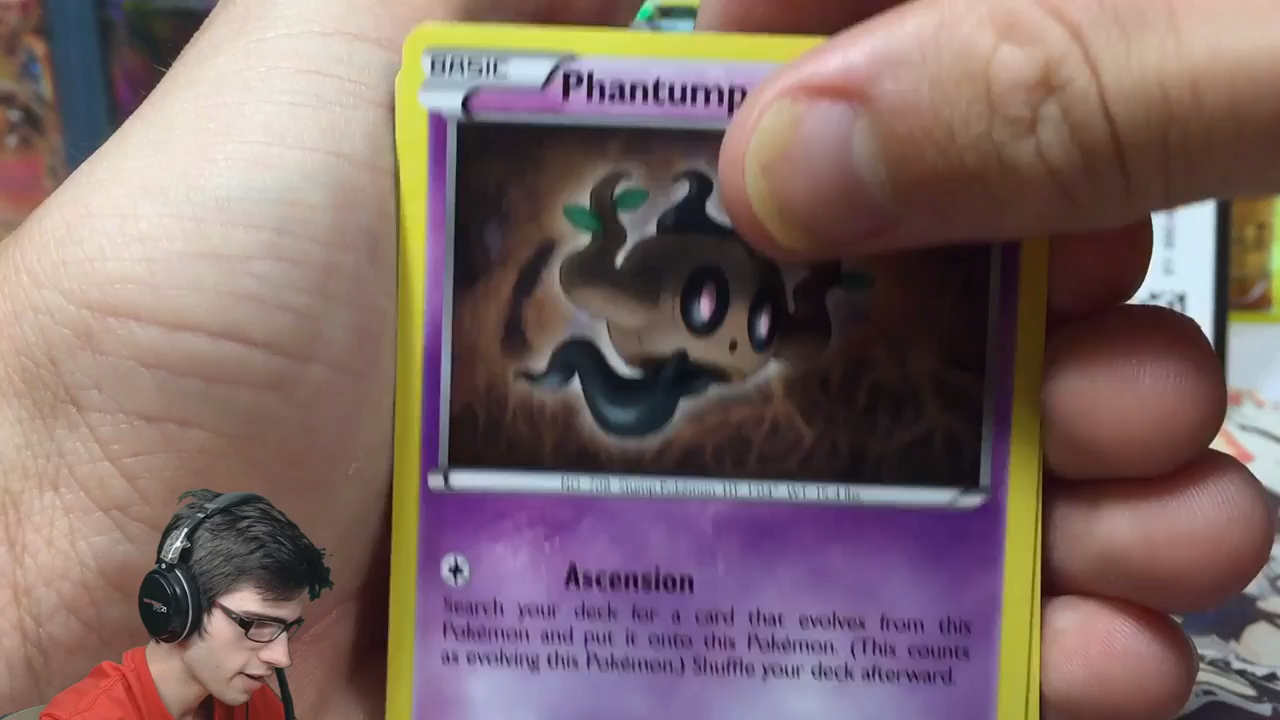 BASIC
Phantump
Ascension
Search your deck for a card that evolves from this
Pokémon and put it onto this Pokémon. (This counts
as evolving this Pokémon.) Shuffle your deck afterward.